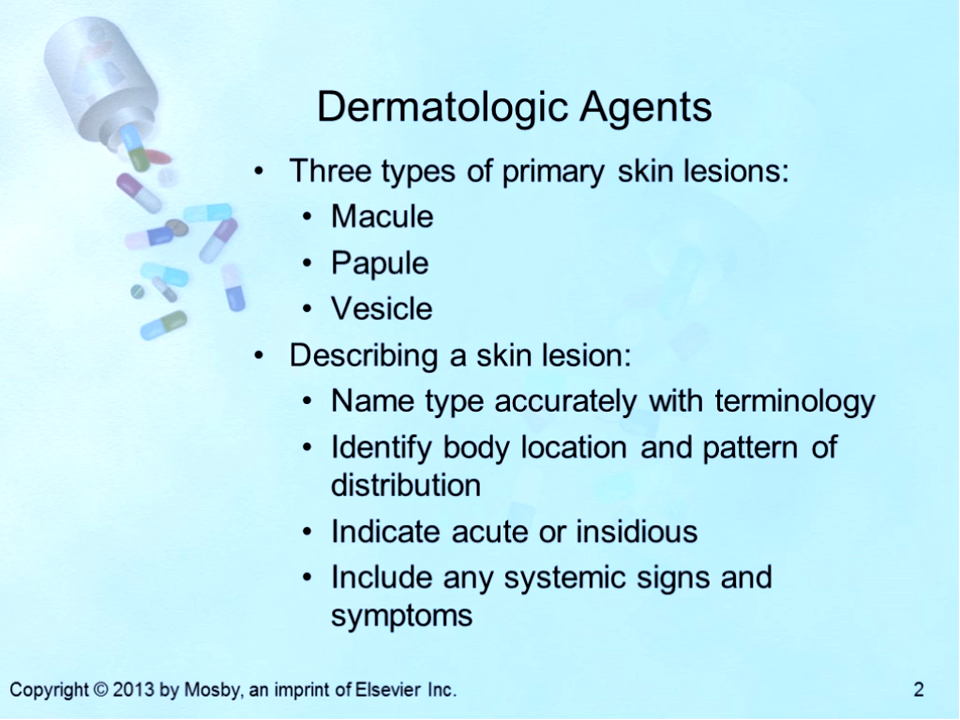 Dermatologic Agents
• Three types of primary skin lesions:
• Macule
• Papule
• Vesicle
• Describing a skin lesion:
• Name type accurately with terminology
• Identify body location and pattern of
distribution
• Indicate acute or insidious
• Include any systemic signs and
symptoms
Copyright © 2013 by Mosby, an imprint of Elsevier Inc.
2